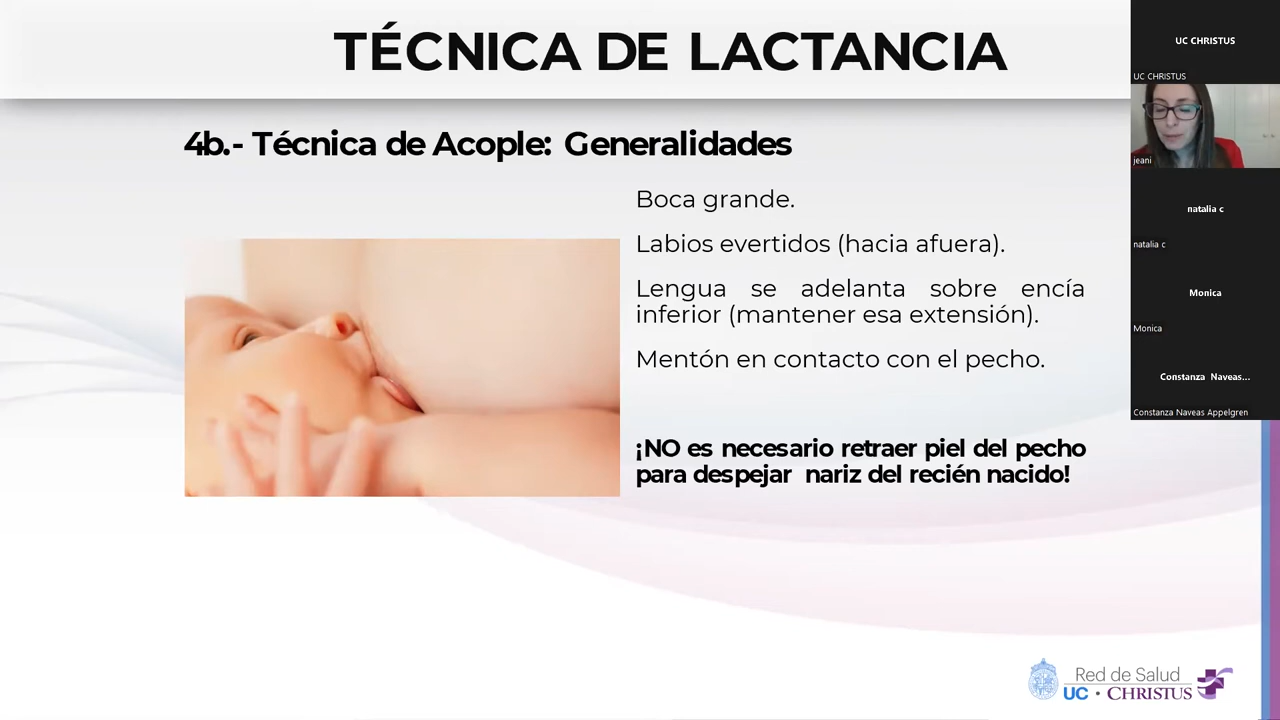 TÉCNICA DE LACTANCIA
4b.- Técnica de Acople: Generalidades
Boca grande.
Labios evertidos (hacia afuera).
Lengua se adelanta sobre encía
inferior (mantener esa extensión).
Mentón en contacto con el pecho.
¡NO es necesario retraer piel del pecho
para despejar nariz del recién nacido!
Red de Salud
UC • CHRISTUS
UC CHRISTUS
UC CHRISTUS
jeani
natalia c
natalia c
Monica
Monica
Constanza Naveas...
Constanza Naveas Appelgren